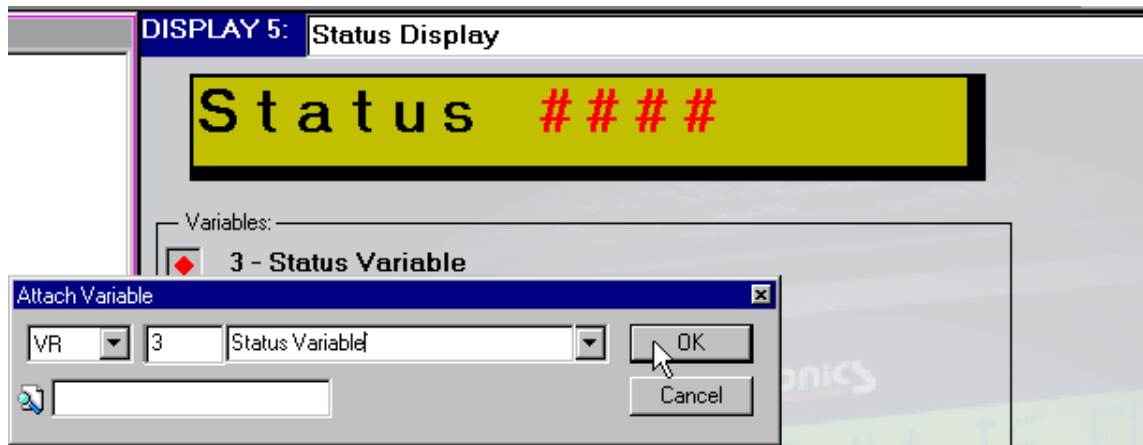 DISPLAY 5: Status Display
Status ####
Variables:
3 - Status Variable
Attach Variable
VR 3 Status Variable OK
Cancel